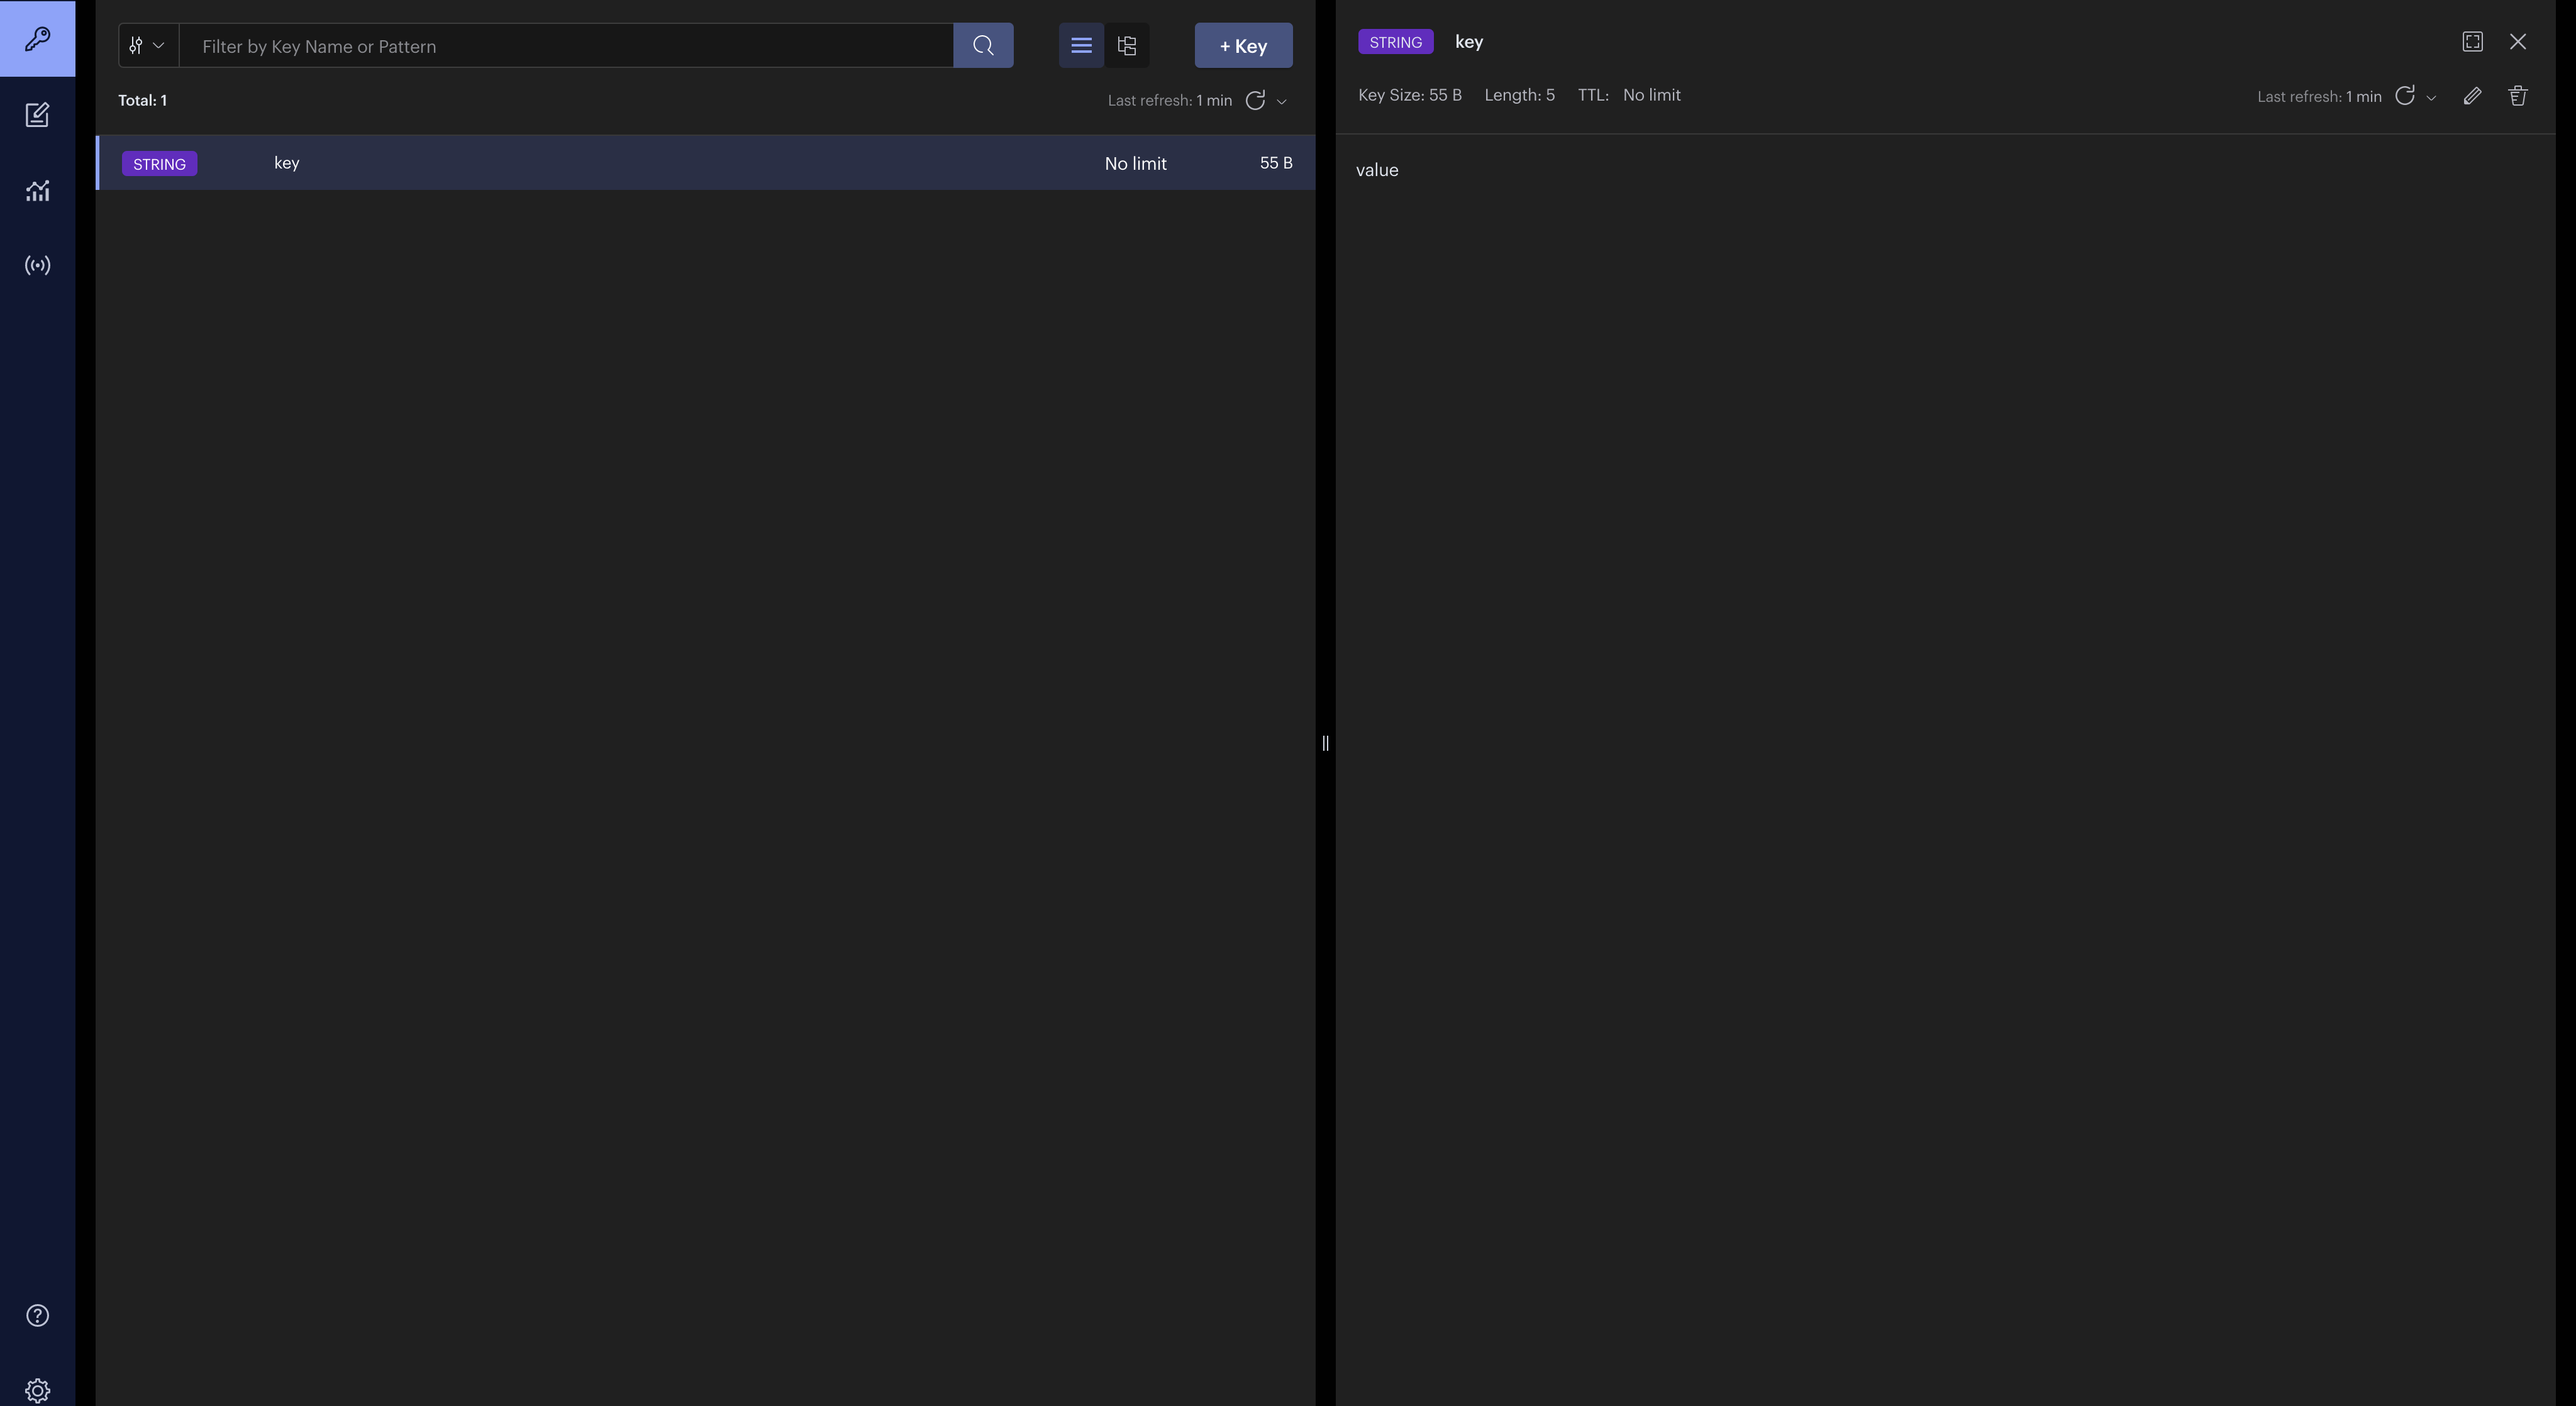 Filter by Key Name or Pattern
+ Key
Total: 1
Last refresh: 1 min
STRING key No limit 55 B
STRING key
Key Size: 55 B Length: 5 TTL: No limit
Last refresh: 1 min
value